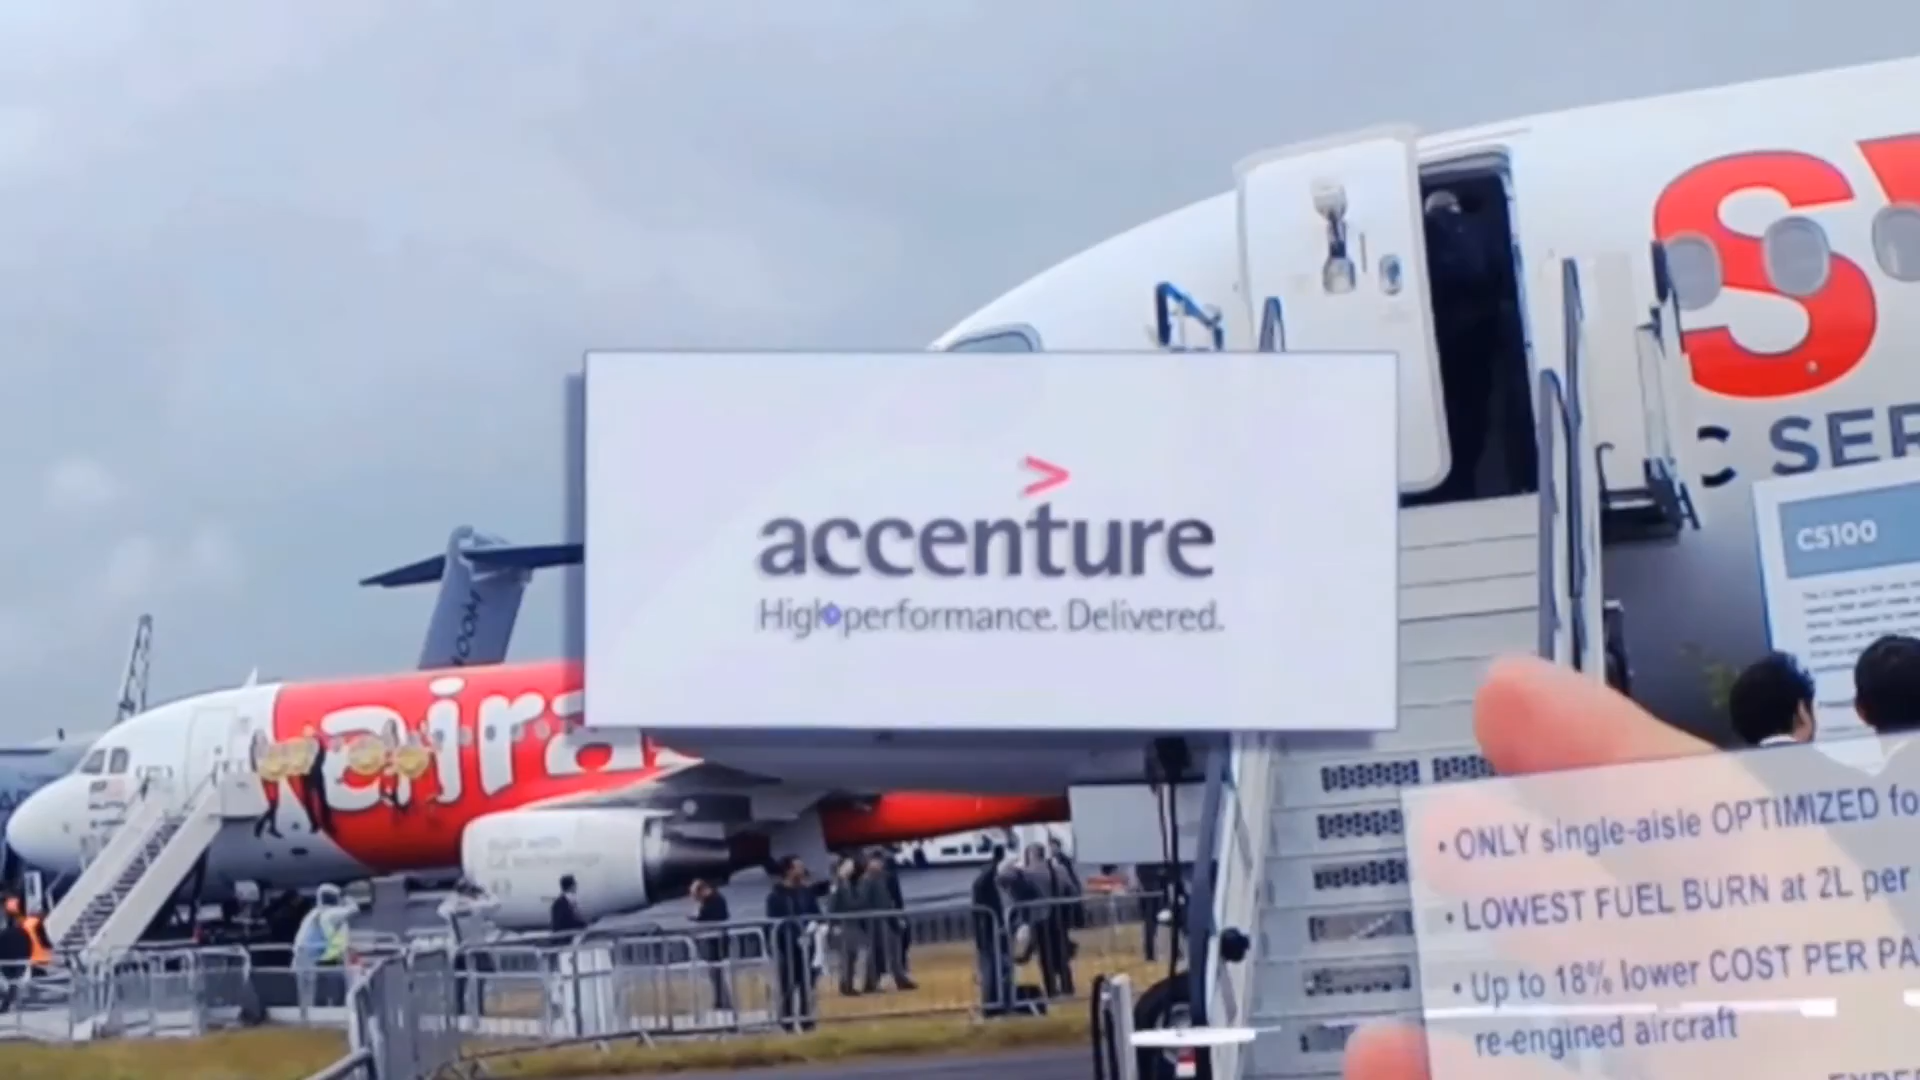 >
accenture
High performance. Delivered.
S
C SER
CS100
aira
• ONLY single-aisle OPTIMIZED fo
• LOWEST FUEL BURN at 2L per
• Up to 18% lower COST PER PA
re-engined aircraft